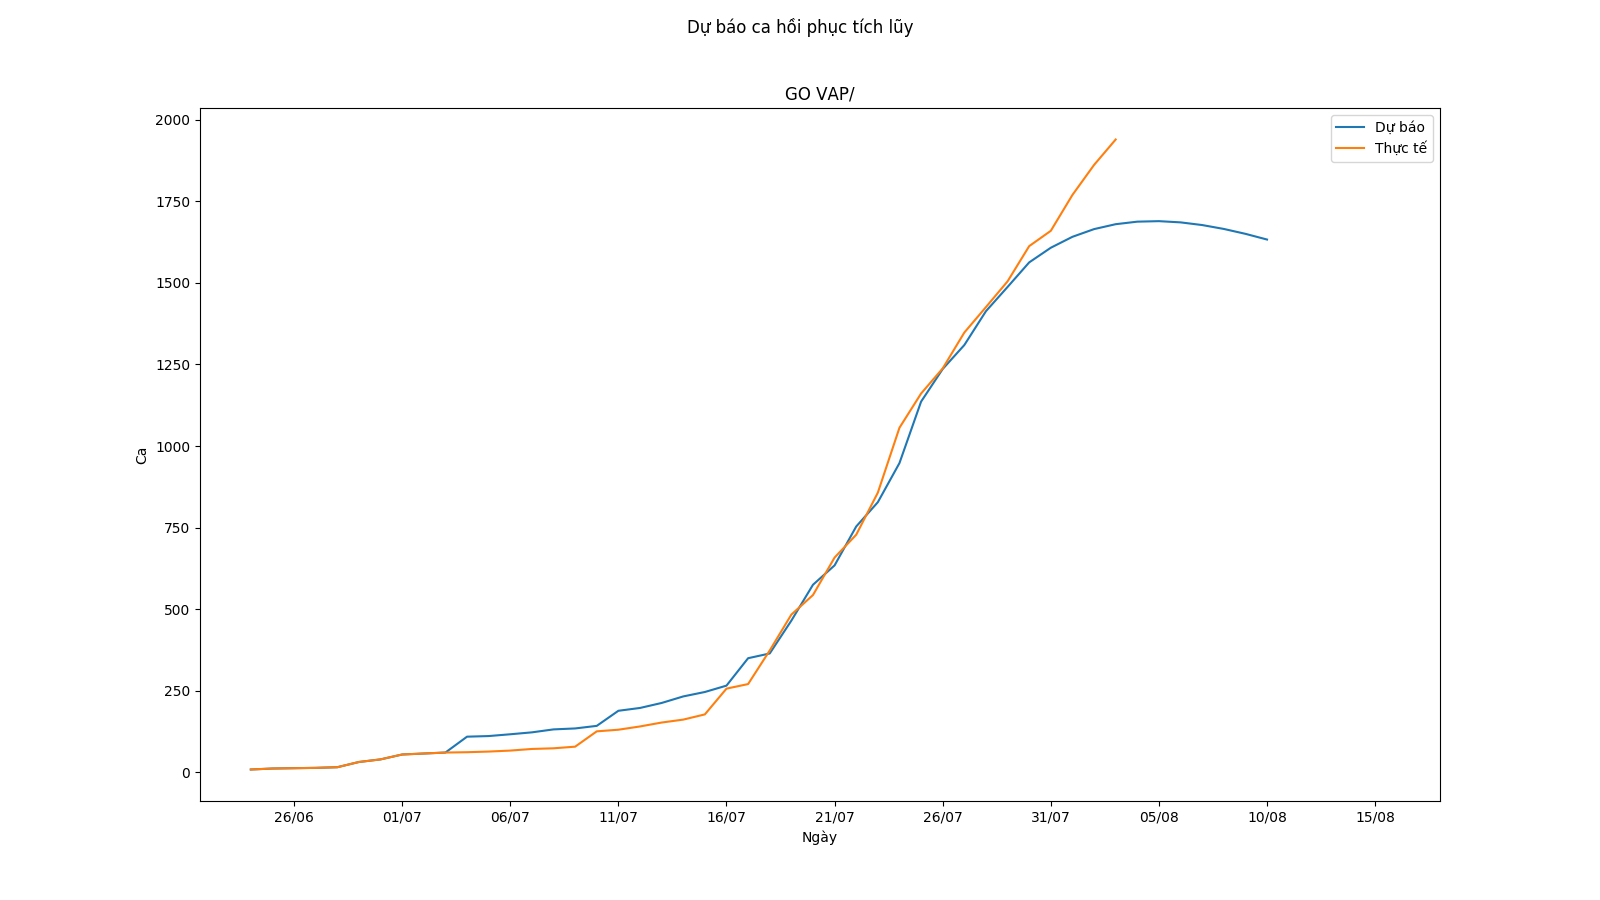 Dự báo ca hồi phục tích lũy
GO VAP/
Dự báo
Thực tế
2000
1750
1500
1250
1000
750
500
250
0
Ca
26/06 01/07 06/07 11/07 16/07 21/07 26/07 31/07 05/08 10/08 15/08
Ngày